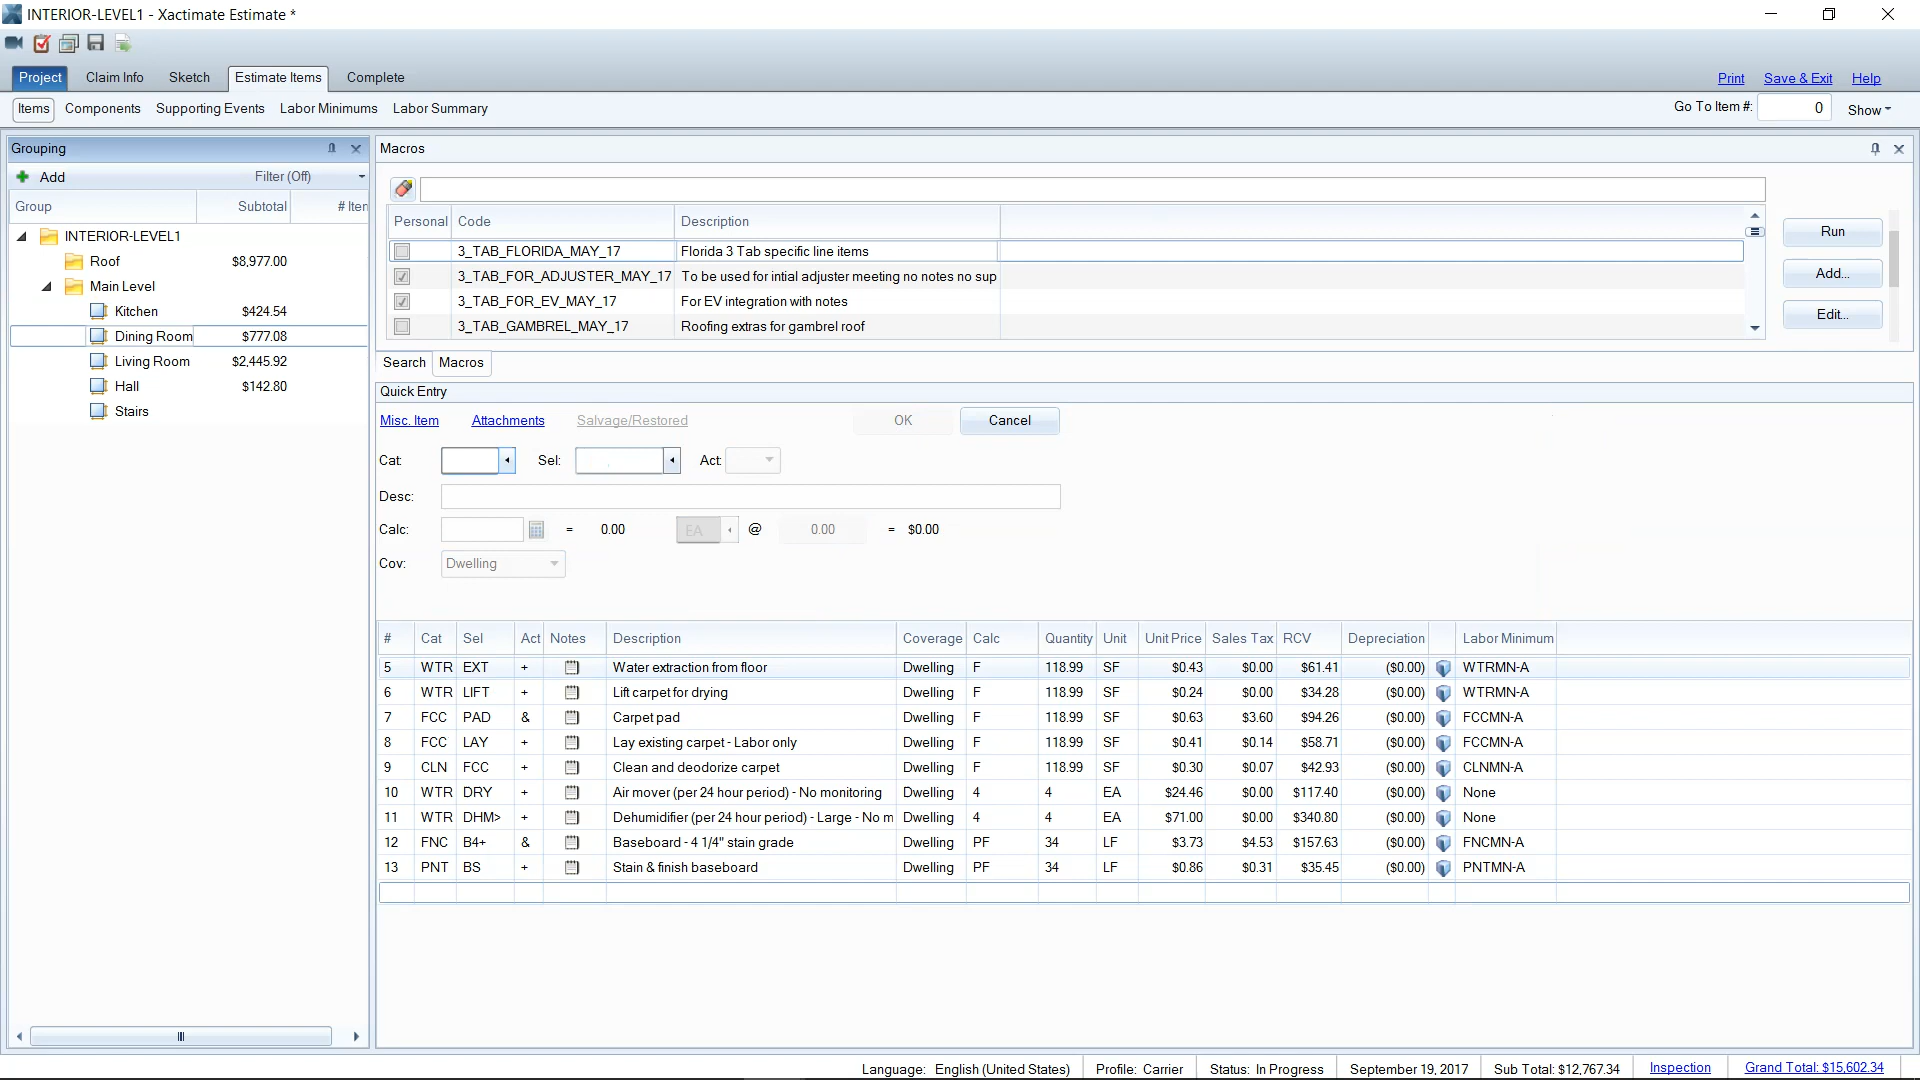 INTERIOR-LEVEL1 - Xactimate Estimate *
Project Claim Info Sketch Estimate Items Complete Print Save & Exit Help
Items Components Supporting Events Labor Minimums Labor Summary Go To Item #: 0 Show
Grouping
Add Filter (Off)
Group Subtotal # Iten
INTERIOR-LEVEL1
Roof $8,977.00
Main Level
Kitchen $424.54
Dining Room $777.08
Living Room $2,445.92
Hall $142.80
Stairs
Macros
Personal Code Description
3_TAB_FLORIDA_MAY_17 Florida 3 Tab specific line items
3_TAB_FOR_ADJUSTER_MAY_17 To be used for intial adjuster meeting no notes no sup
3_TAB_FOR_EV_MAY_17 For EV integration with notes
3_TAB_GAMBREL_MAY_17 Roofing extras for gambrel roof
Run
Add...
Edit...
Search Macros
Quick Entry
Misc. Item Attachments Salvage/Restored OK Cancel
Cat: Sel: Act:
Desc:
Calc: = 0.00 EA @ 0.00 = $0.00
Cov: Dwelling
# Cat Sel Act Notes Description Coverage Calc Quantity Unit Unit Price Sales Tax RCV Depreciation Labor Minimum
5 WTR EXT + Water extraction from floor Dwelling F 118.99 SF $0.43 $0.00 $61.41 ($0.00) WTRMN-A
6 WTR LIFT + Lift carpet for drying Dwelling F 118.99 SF $0.24 $0.00 $34.28 ($0.00) WTRMN-A
7 FCC PAD & Carpet pad Dwelling F 118.99 SF $0.63 $3.60 $94.26 ($0.00) FCCMN-A
8 FCC LAY + Lay existing carpet - Labor only Dwelling F 118.99 SF $0.41 $0.14 $58.71 ($0.00) FCCMN-A
9 CLN FCC + Clean and deodorize carpet Dwelling F 118.99 SF $0.30 $0.07 $42.93 ($0.00) CLNMN-A
10 WTR DRY + Air mover (per 24 hour period) - No monitoring Dwelling 4 4 EA $24.46 $0.00 $117.40 ($0.00) None
11 WTR DHM> + Dehumidifier (per 24 hour period) - Large - No m Dwelling 4 4 EA $71.00 $0.00 $340.80 ($0.00) None
12 FNC B4+ & Baseboard - 4 1/4" stain grade Dwelling PF 34 LF $3.73 $4.53 $157.63 ($0.00) FNCMN-A
13 PNT BS + Stain & finish baseboard Dwelling PF 34 LF $0.86 $0.31 $35.45 ($0.00) PNTMN-A
Language: English (United States) Profile: Carrier Status: In Progress September 19, 2017 Sub Total: $12,767.34 Inspection Grand Total: $15,602.34